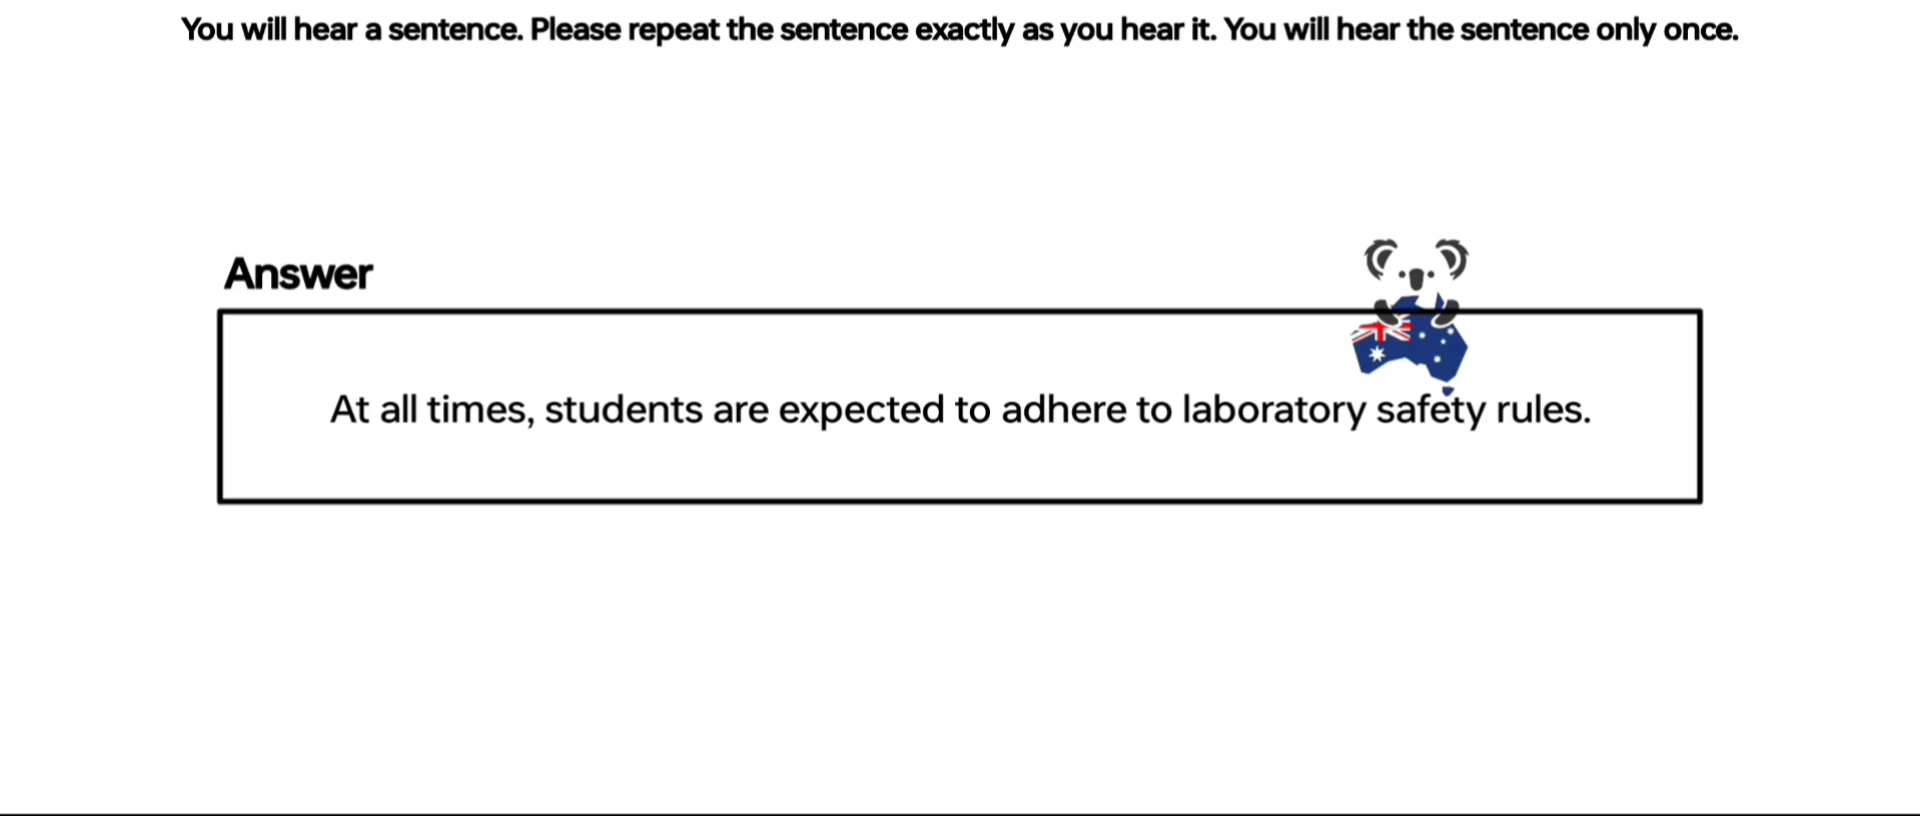 You will hear a sentence. Please repeat the sentence exactly as you hear it. You will hear the sentence only once.
Answer
At all times, students are expected to adhere to laboratory safety rules.